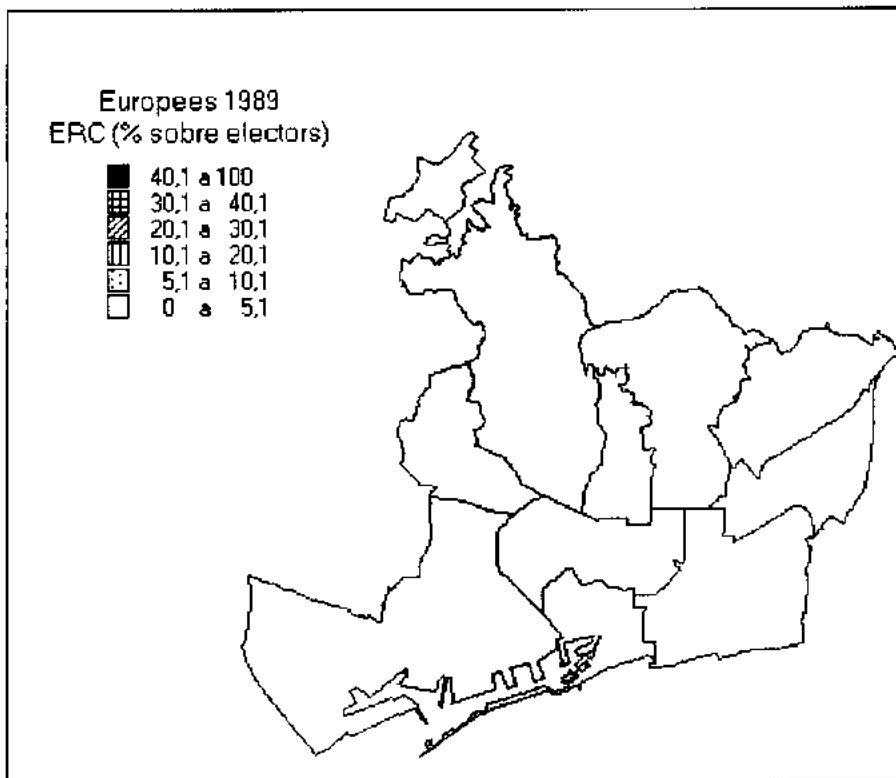 Europees 1989
ERC (% sobre electors)
40,1 a 100
30,1 a 40,1
20,1 a 30,1
10,1 a 20,1
5,1 a 10,1
0 a 5,1